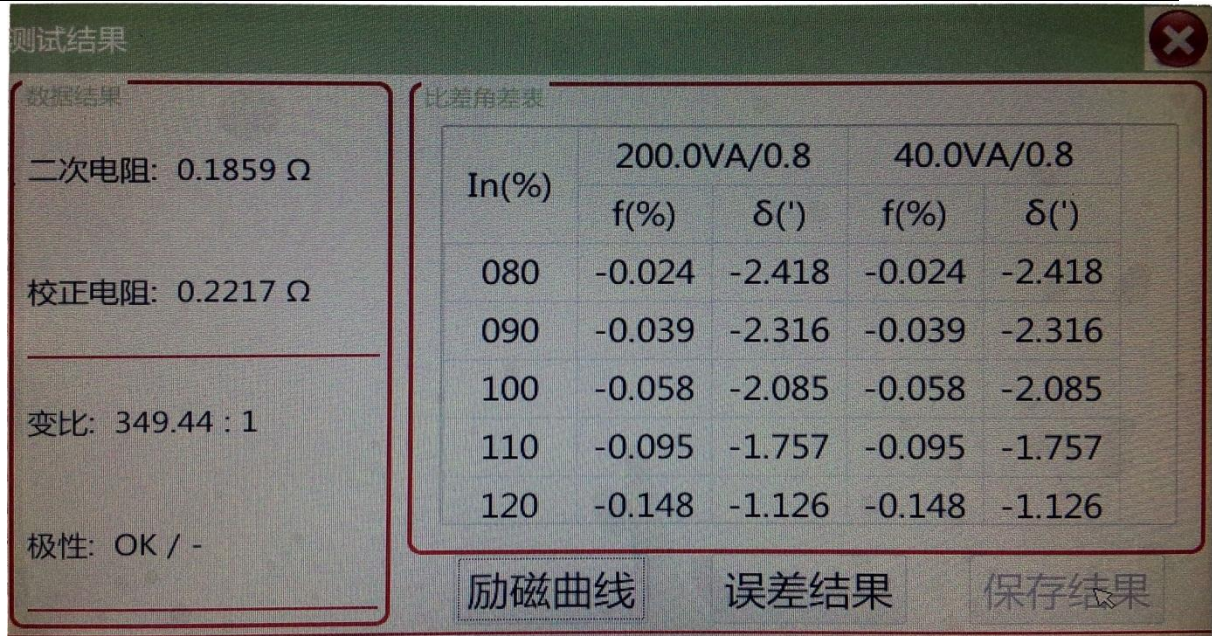 测试结果
数据结果
二次电阻: 0.1859 Ω
校正电阻: 0.2217 Ω
变比: 349.44 : 1
极性: OK / -
比差角差表
In(%) 200.0VA/0.8 40.0VA/0.8
f(%) δ(') f(%) δ(')
080 -0.024 -2.418 -0.024 -2.418
090 -0.039 -2.316 -0.039 -2.316
100 -0.058 -2.085 -0.058 -2.085
110 -0.095 -1.757 -0.095 -1.757
120 -0.148 -1.126 -0.148 -1.126
励磁曲线 误差结果 保存结果